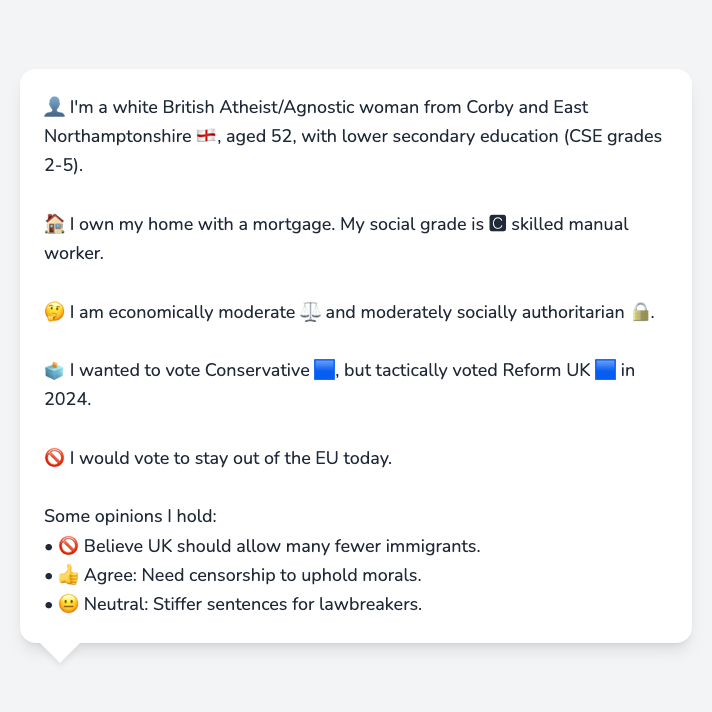 👤 I'm a white British Atheist/Agnostic woman from Corby and East
Northamptonshire 🏴󠁧󠁢󠁥󠁮󠁧󠁿, aged 52, with lower secondary education (CSE grades
2-5).
🏠 I own my home with a mortgage. My social grade is 🅲 skilled manual
worker.
🤔 I am economically moderate ⚖️ and moderately socially authoritarian 🔒.
🗳️ I wanted to vote Conservative 🟦, but tactically voted Reform UK 🟦 in
2024.
🚫 I would vote to stay out of the EU today.
Some opinions I hold:
• 🚫 Believe UK should allow many fewer immigrants.
• 👍 Agree: Need censorship to uphold morals.
• 😐 Neutral: Stiffer sentences for lawbreakers.